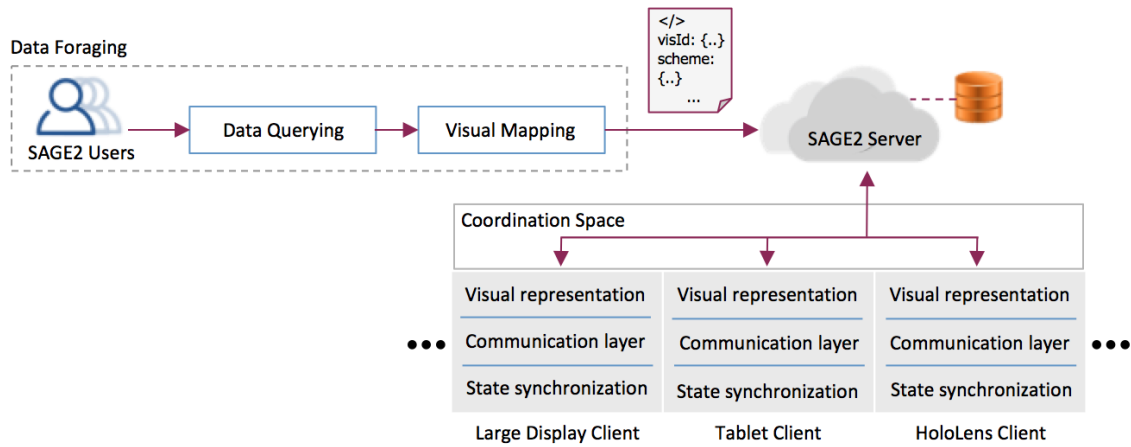 </>
visId: {..}
scheme:
{..}
...
Data Foraging
Data Querying
Visual Mapping
SAGE2 Users
SAGE2 Server
Coordination Space
Visual representation
Visual representation
Visual representation
Communication layer
Communication layer
Communication layer
State synchronization
State synchronization
State synchronization
Large Display Client
Tablet Client
HoloLens Client